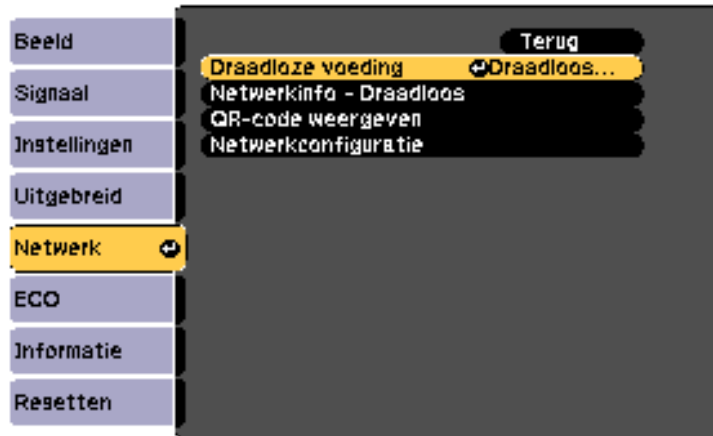 Beeld
Signaal
Instellingen
Uitgebreid
Netwerk
ECO
Informatie
Resetten
Terug
Draadloze voeding Draadloos...
Netwerkinfo - Draadloos
QR-code weergeven
Netwerkconfiguratie